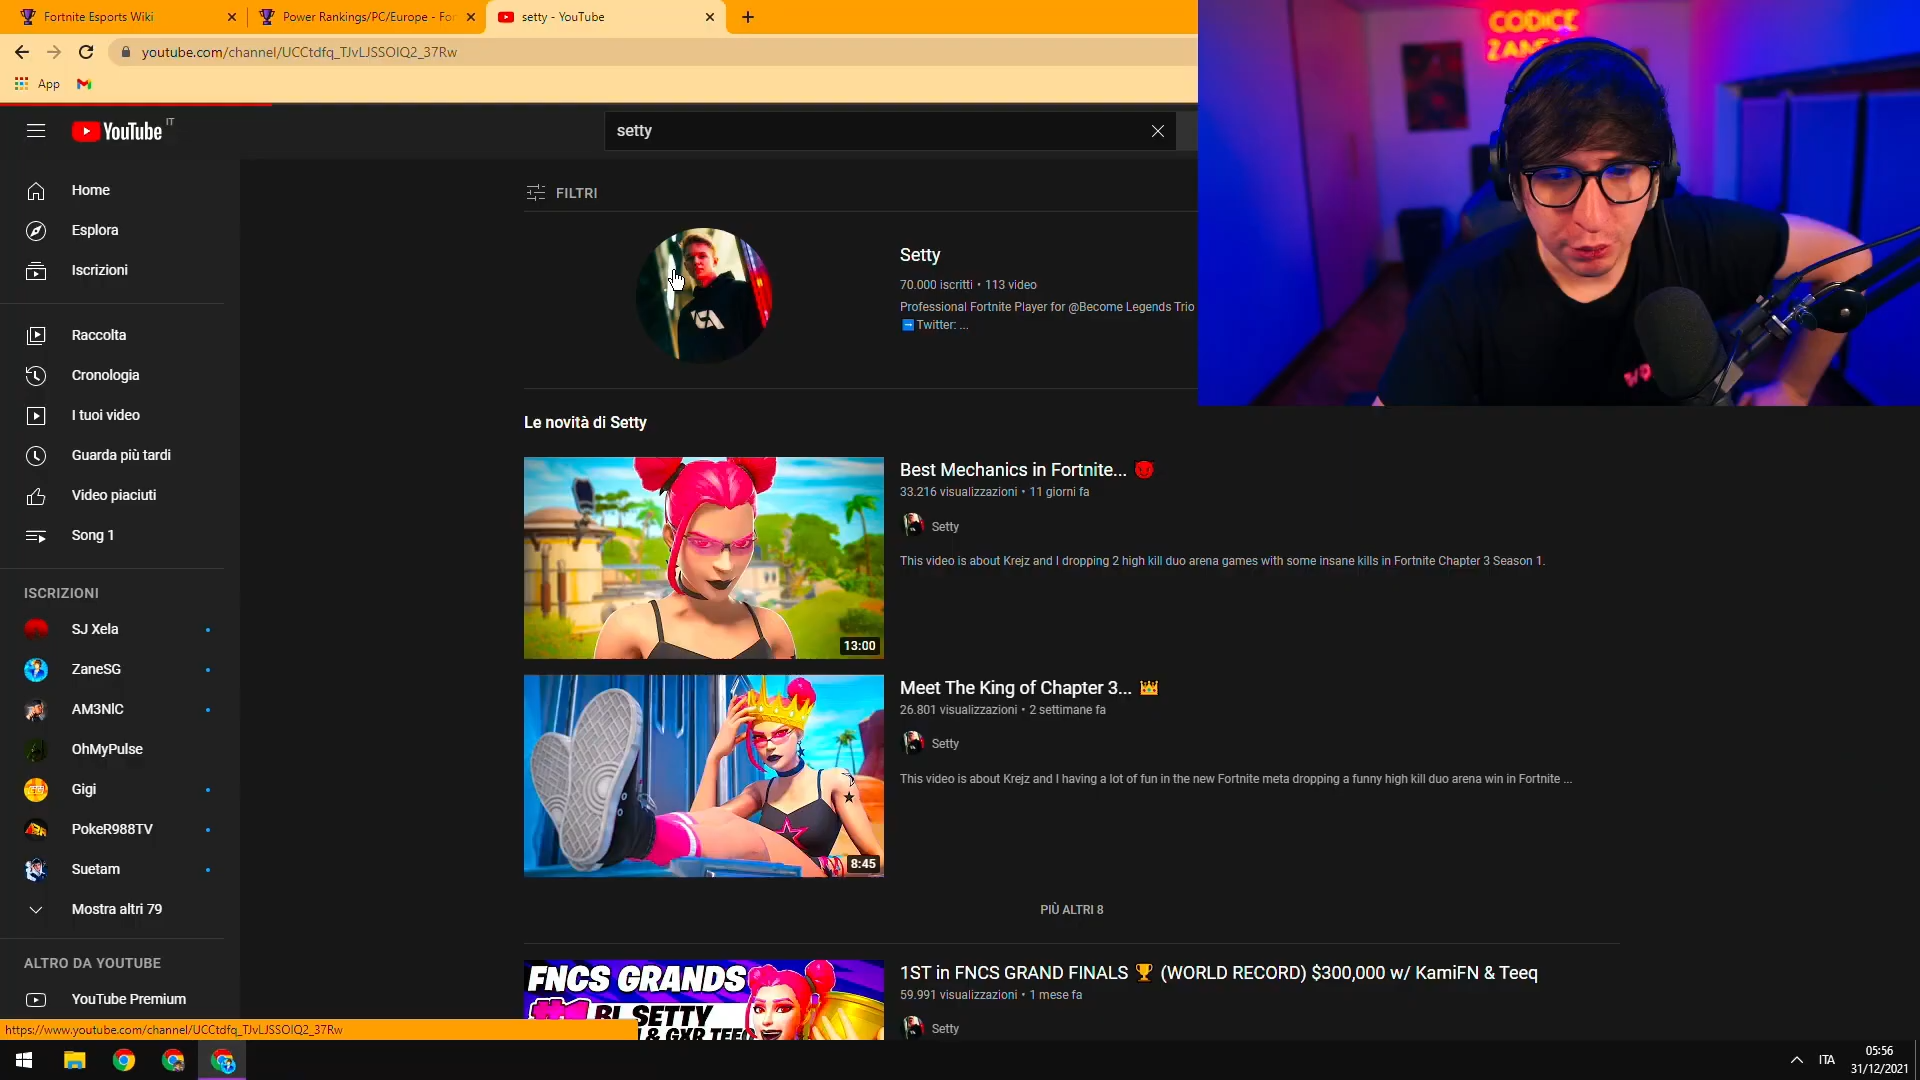 Fortnite Esports Wiki
Power Rankings/PC/Europe - For
setty - YouTube
youtube.com/channel/UCCtdfq_TJvLJSSOIQ2_37Rw
App
CODICE
YouTube IT
setty
Home
Esplora
Iscrizioni
Raccolta
Cronologia
I tuoi video
Guarda più tardi
Video piaciuti
Song 1
ISCRIZIONI
SJ Xela
ZaneSG
AM3NlC
OhMyPulse
Gigi
PokeR988TV
Suetam
Mostra altri 79
ALTRO DA YOUTUBE
YouTube Premium
FILTRI
Setty
70.000 iscritti • 113 video
Professional Fortnite Player for @Become Legends Trio
Twitter: ...
Le novità di Setty
13:00
Best Mechanics in Fortnite...
33.216 visualizzazioni • 11 giorni fa
Setty
This video is about Krejz and I dropping 2 high kill duo arena games with some insane kills in Fortnite Chapter 3 Season 1.
8:45
Meet The King of Chapter 3...
26.801 visualizzazioni • 2 settimane fa
Setty
This video is about Krejz and I having a lot of fun in the new Fortnite meta dropping a funny high kill duo arena win in Fortnite ...
PIÙ ALTRI 8
FNCS GRANDS
#1 BL SETTY
& GXR TEEQ
1ST in FNCS GRAND FINALS 🏆 (WORLD RECORD) $300,000 w/ KamiFN & Teeq
59.991 visualizzazioni • 1 mese fa
Setty
https://www.youtube.com/channel/UCCtdfq_TJvLJSSOIQ2_37Rw
ITA
05:56
31/12/2021